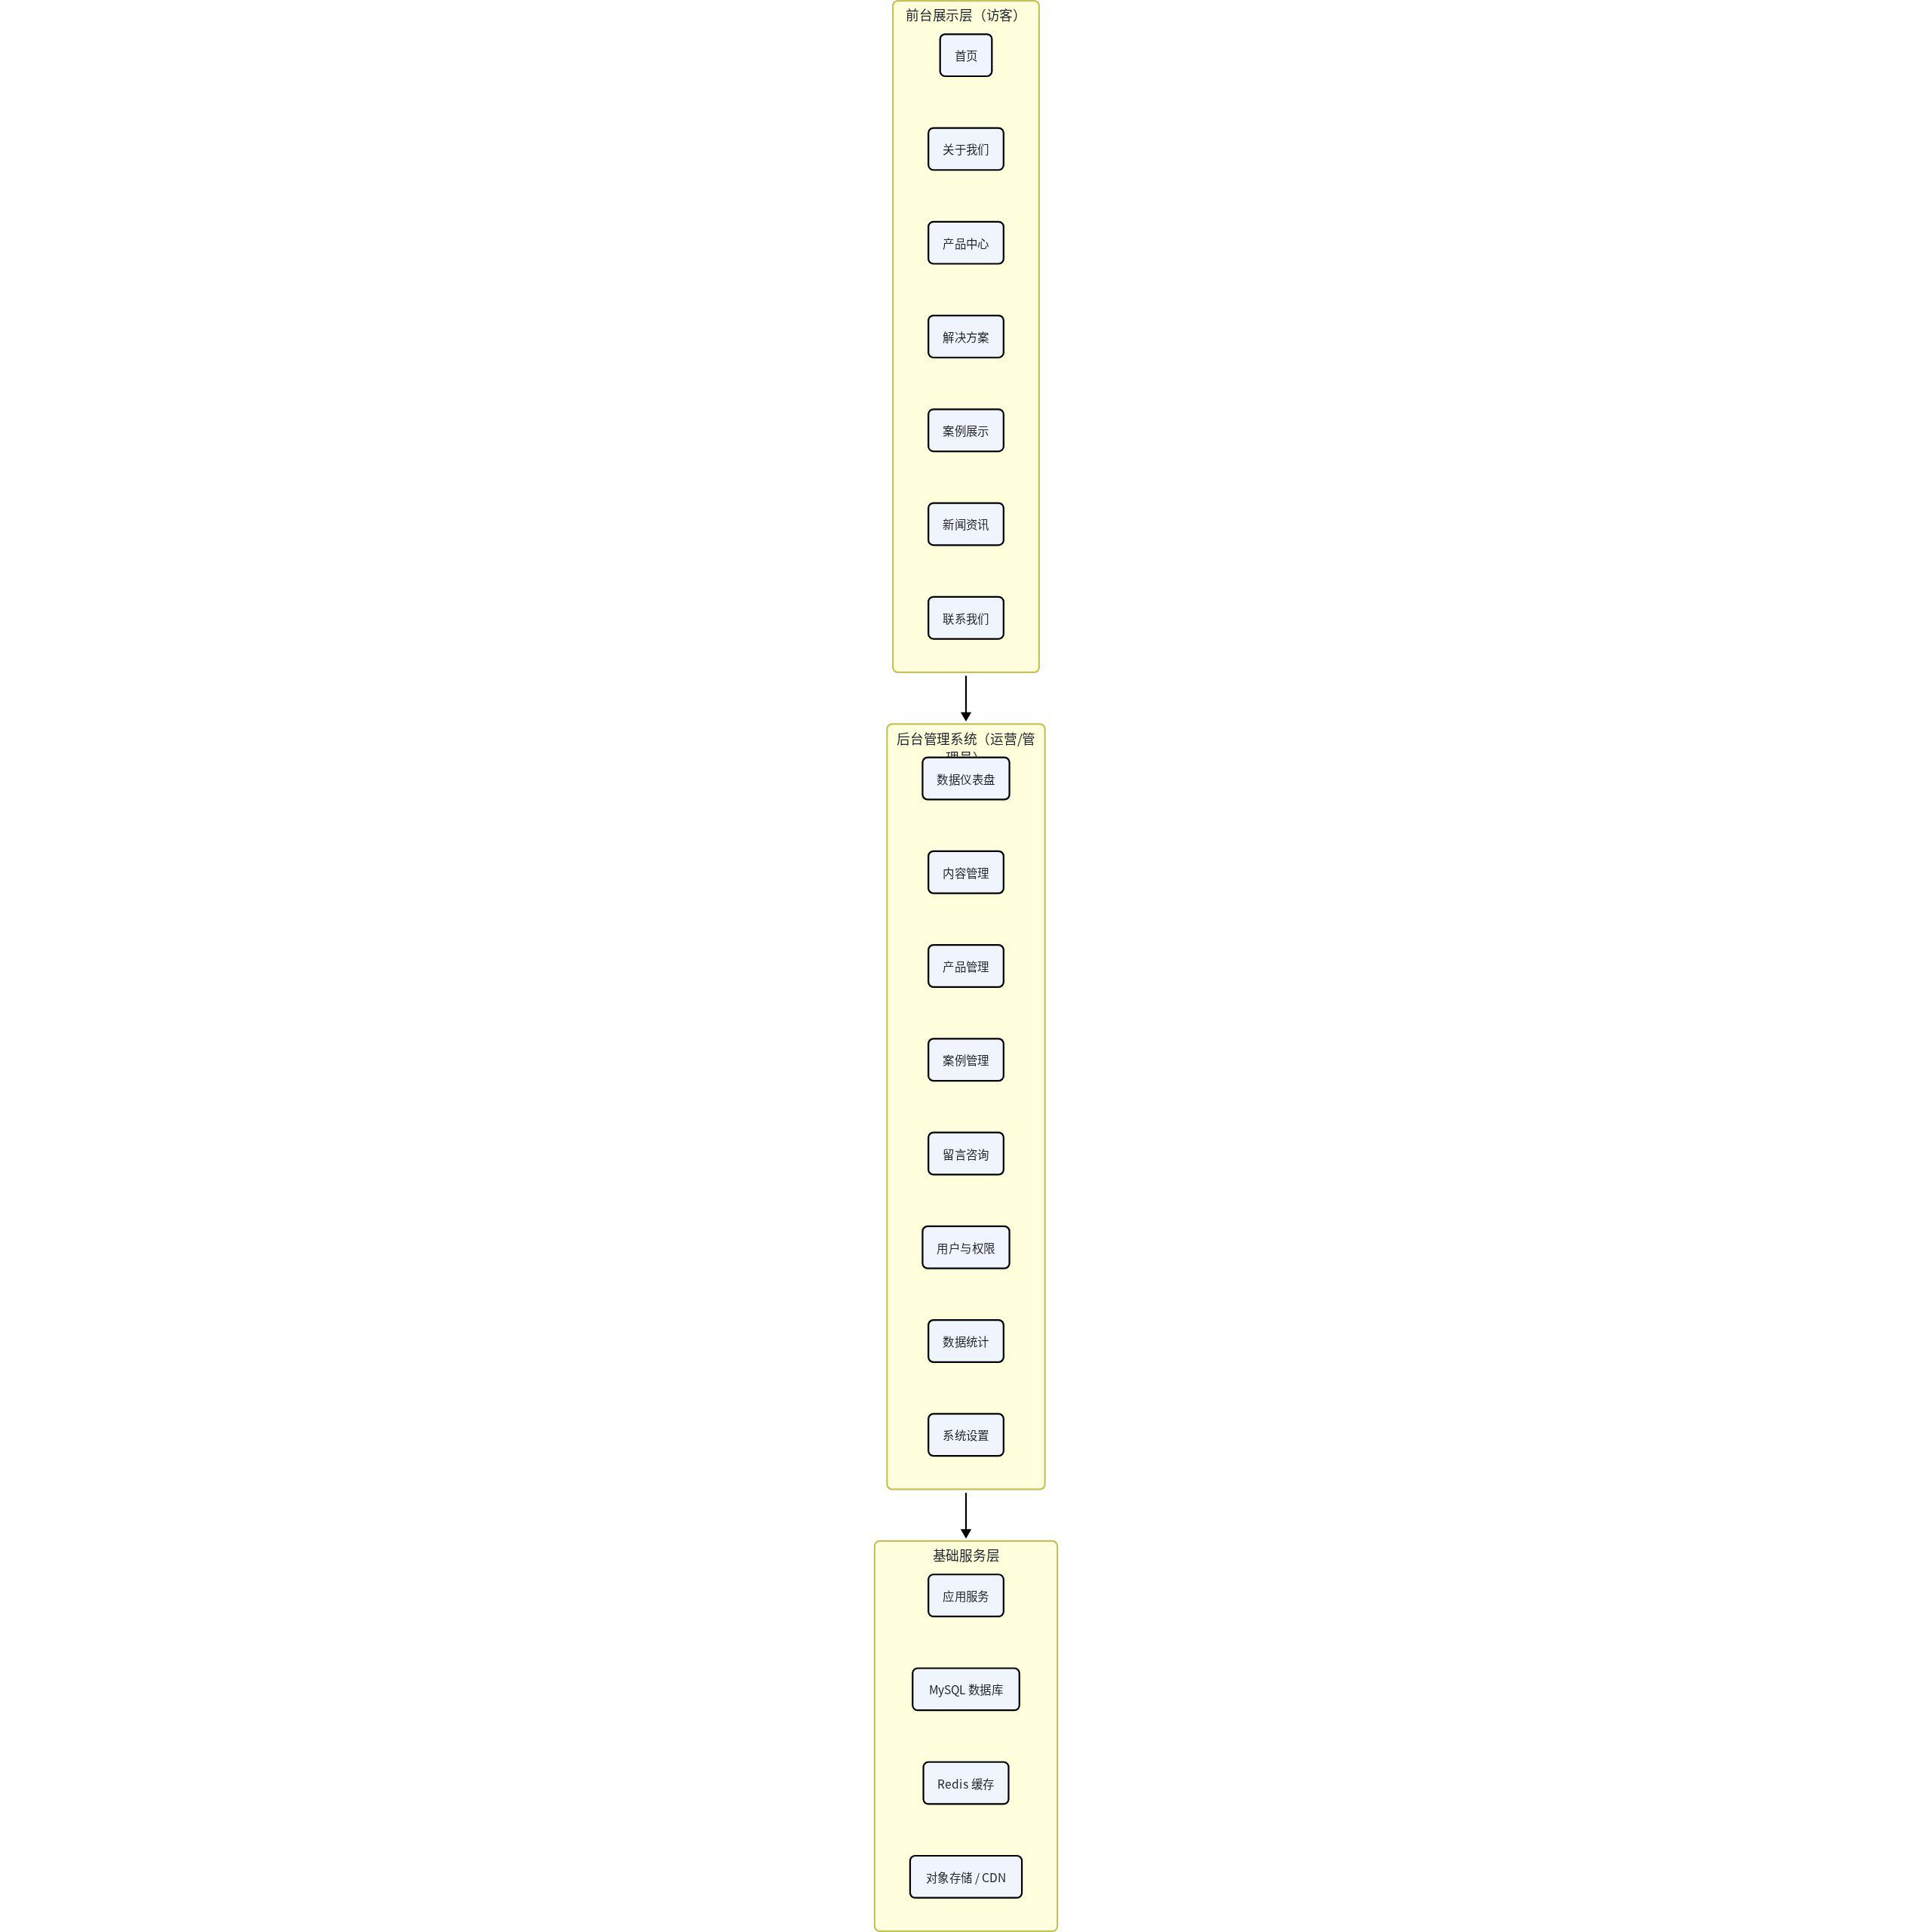 前台展示层（访客）
首页
关于我们
产品中心
解决方案
案例展示
新闻资讯
联系我们
后台管理系统（运营/管
理员）
数据仪表盘
内容管理
产品管理
案例管理
留言咨询
用户与权限
数据统计
系统设置
基础服务层
应用服务
MySQL 数据库
Redis 缓存
对象存储 / CDN